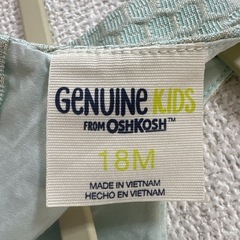 GENUINE KIDS
FROM OSHKOSH™
18M
MADE IN VIETNAM
HECHO EN VIETNAM